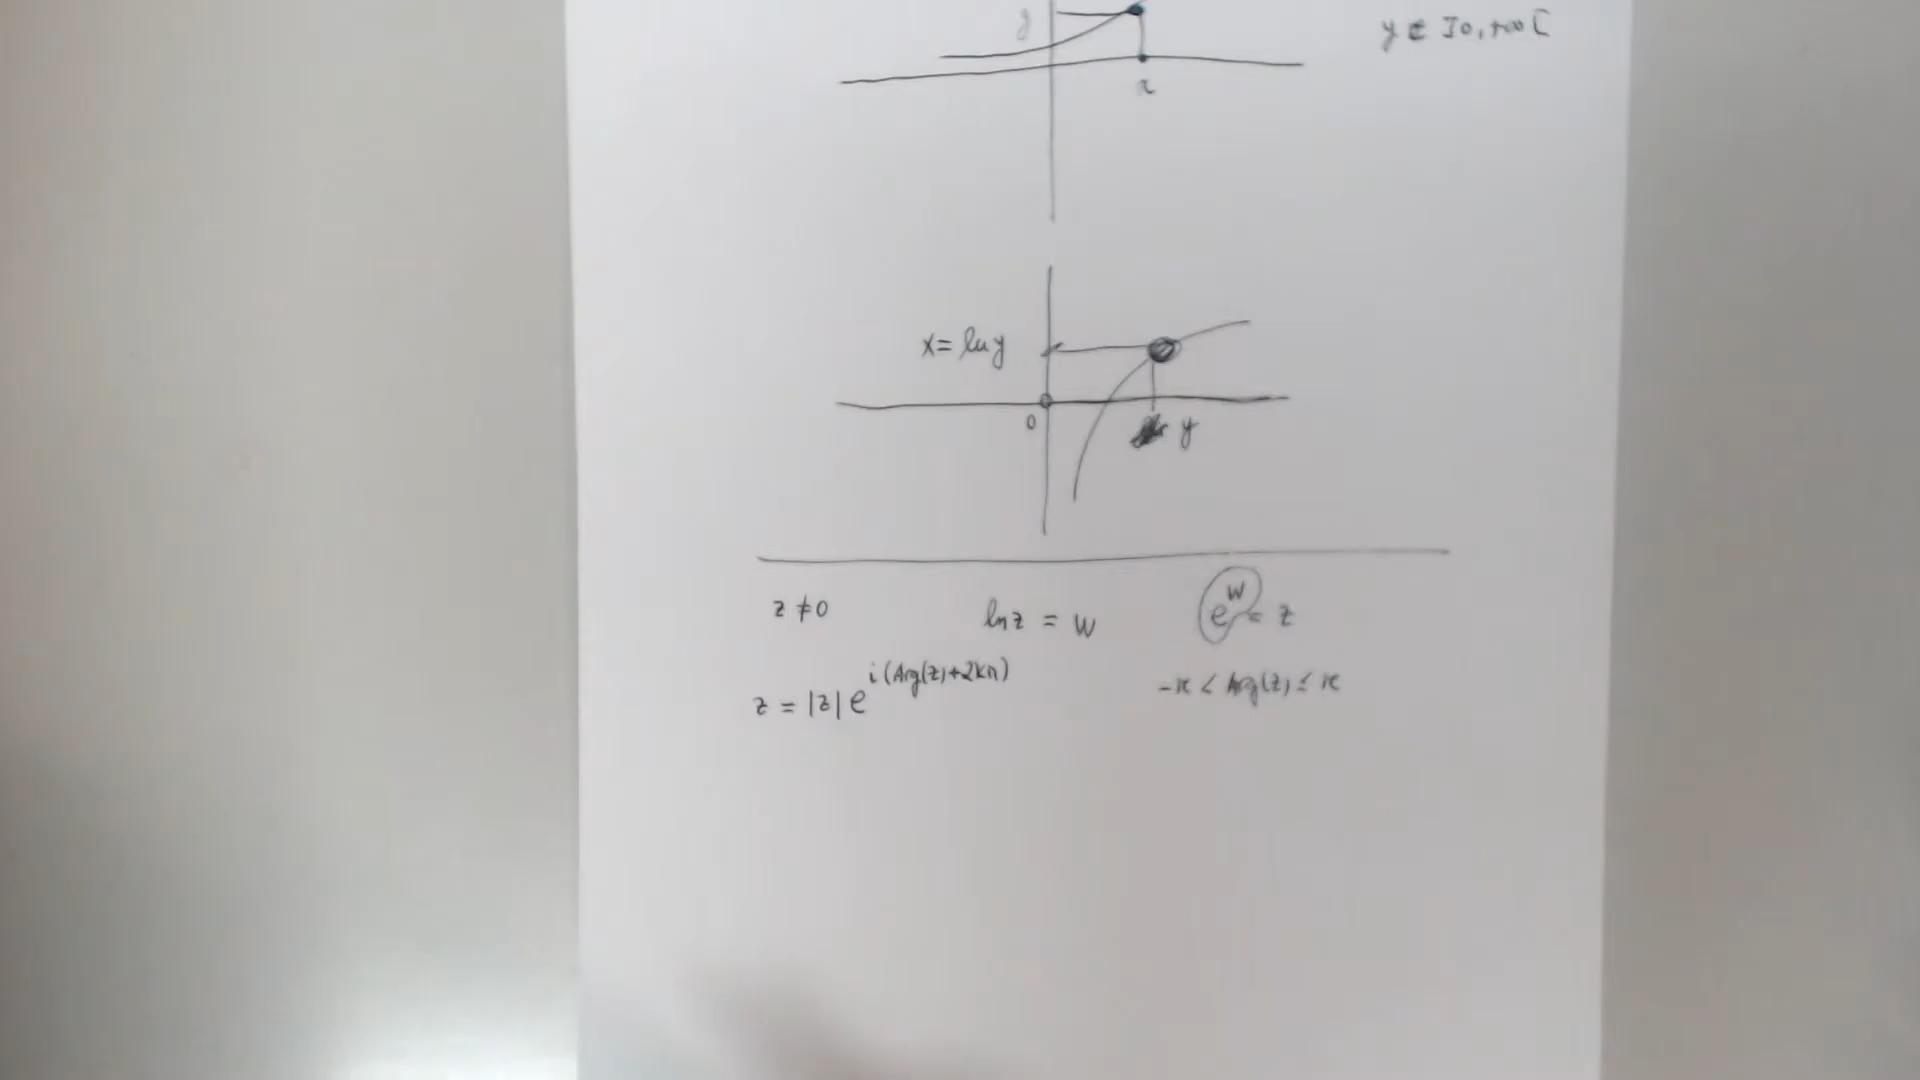 y y ∈ ]0, +∞[
x
x = ln y
0 y
z ≠ 0 ln z = w e^w = z
z = |z| e^{i(Arg(z)+2kπ)} -π < Arg(z) ≤ π